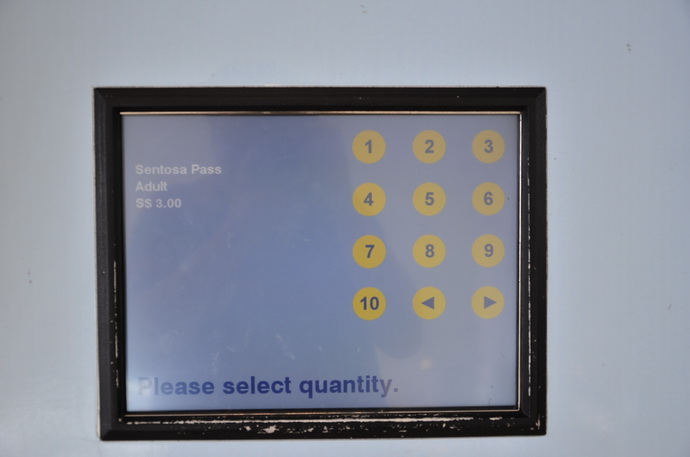 Sentosa Pass
Adult
S$ 3.00
1 2 3
4 5 6
7 8 9
10 ◀ ▶
Please select quantity.